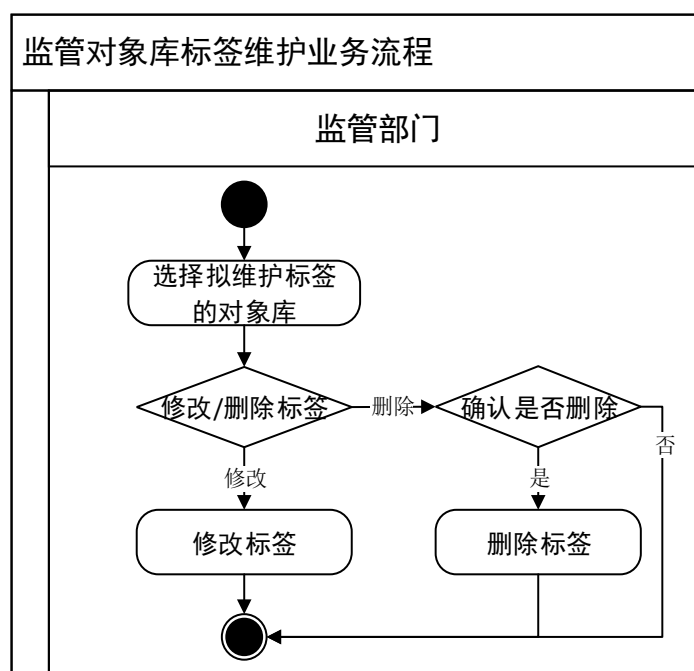 监管对象库标签维护业务流程
监管部门
选择拟维护标签
的对象库
修改/删除标签
删除
确认是否删除
否
修改
是
修改标签
删除标签